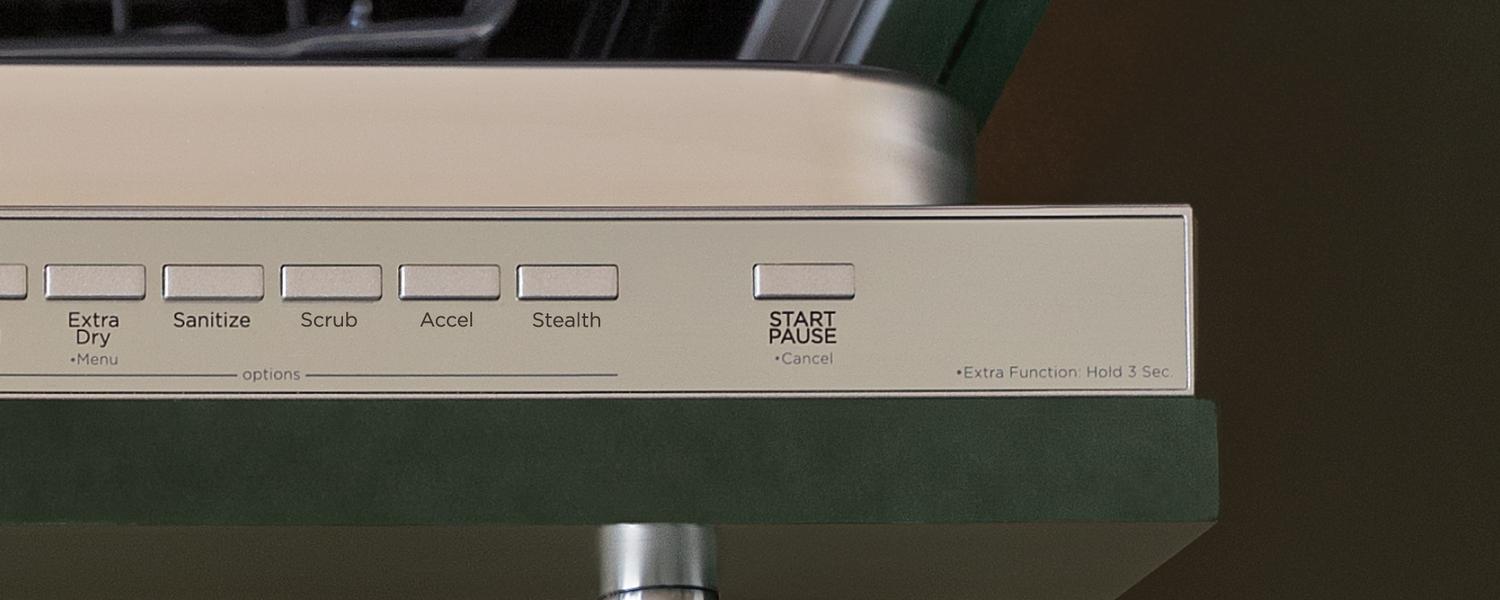 Extra
Dry
•Menu
Sanitize
Scrub
Accel
Stealth
options
START
PAUSE
•Cancel
•Extra Function: Hold 3 Sec.